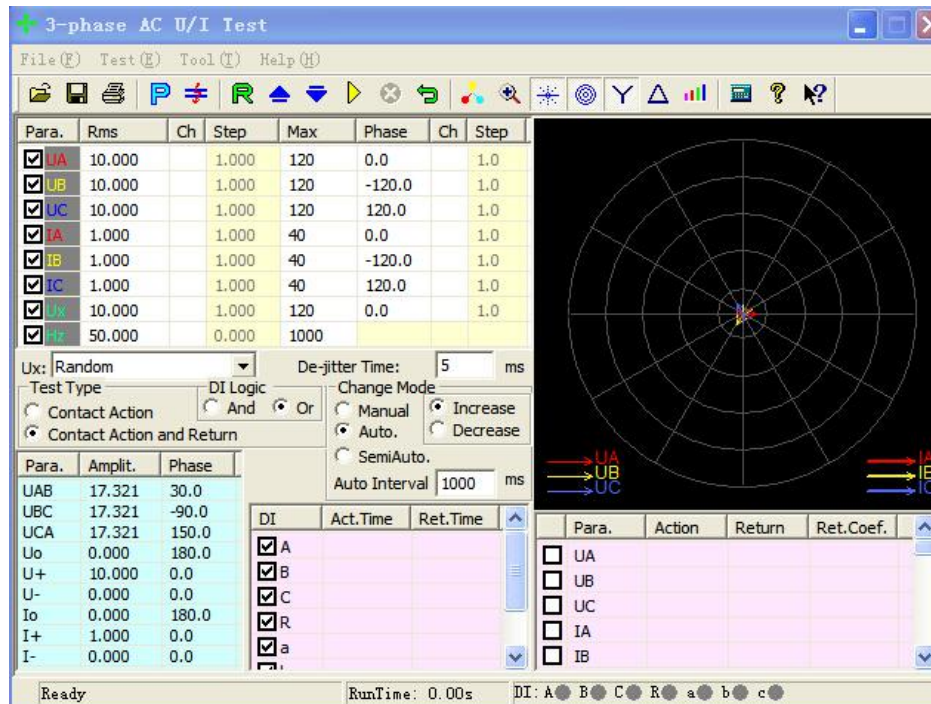 3-phase AC U/I Test
File(F) Test(E) Tool(T) Help(H)
P R
Para. Rms Ch Step Max Phase Ch Step
UA 10.000 1.000 120 0.0 1.0
UB 10.000 1.000 120 -120.0 1.0
UC 10.000 1.000 120 120.0 1.0
IA 1.000 1.000 40 0.0 1.0
IB 1.000 1.000 40 -120.0 1.0
IC 1.000 1.000 40 120.0 1.0
Ux 10.000 1.000 120 0.0 1.0
Hz 50.000 0.000 1000
Ux: Random De-jitter Time: 5 ms
Test Type DI Logic Change Mode
Contact Action And Or Manual Increase
Contact Action and Return Auto. Decrease
SemiAuto.
Auto Interval 1000 ms
UA IA
UB IB
UC IC
Para. Amplit. Phase
UAB 17.321 30.0
UBC 17.321 -90.0
UCA 17.321 150.0
Uo 0.000 180.0
U+ 10.000 0.0
U- 0.000 0.0
Io 0.000 180.0
I+ 1.000 0.0
I- 0.000 0.0
DI Act.Time Ret.Time
A
B
C
R
a
Para. Action Return Ret.Coef.
UA
UB
UC
IA
IB
Ready RunTime: 0.00s DI: A B C R a b c